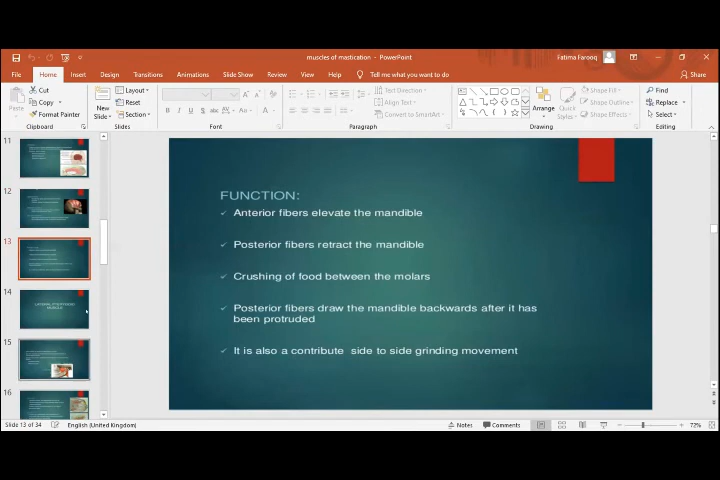 muscles of mastication - PowerPoint
Fatima Farooq
File Home Insert Design Transitions Animations Slide Show Review View Help Tell me what you want to do Share
Paste
Cut
Copy
Format Painter
Clipboard
New Slide
Layout
Reset
Section
Slides
Font
Text Direction
Align Text
Convert to SmartArt
Paragraph
Arrange
Quick Styles
Shape Fill
Shape Outline
Shape Effects
Drawing
Find
Replace
Select
Editing
11
12
13
14
15
16
FUNCTION:
✓ Anterior fibers elevate the mandible
✓ Posterior fibers retract the mandible
✓ Crushing of food between the molars
✓ Posterior fibers draw the mandible backwards after it has
been protruded
✓ It is also a contribute side to side grinding movement
Slide 13 of 34 English (United Kingdom) Notes Comments 72%